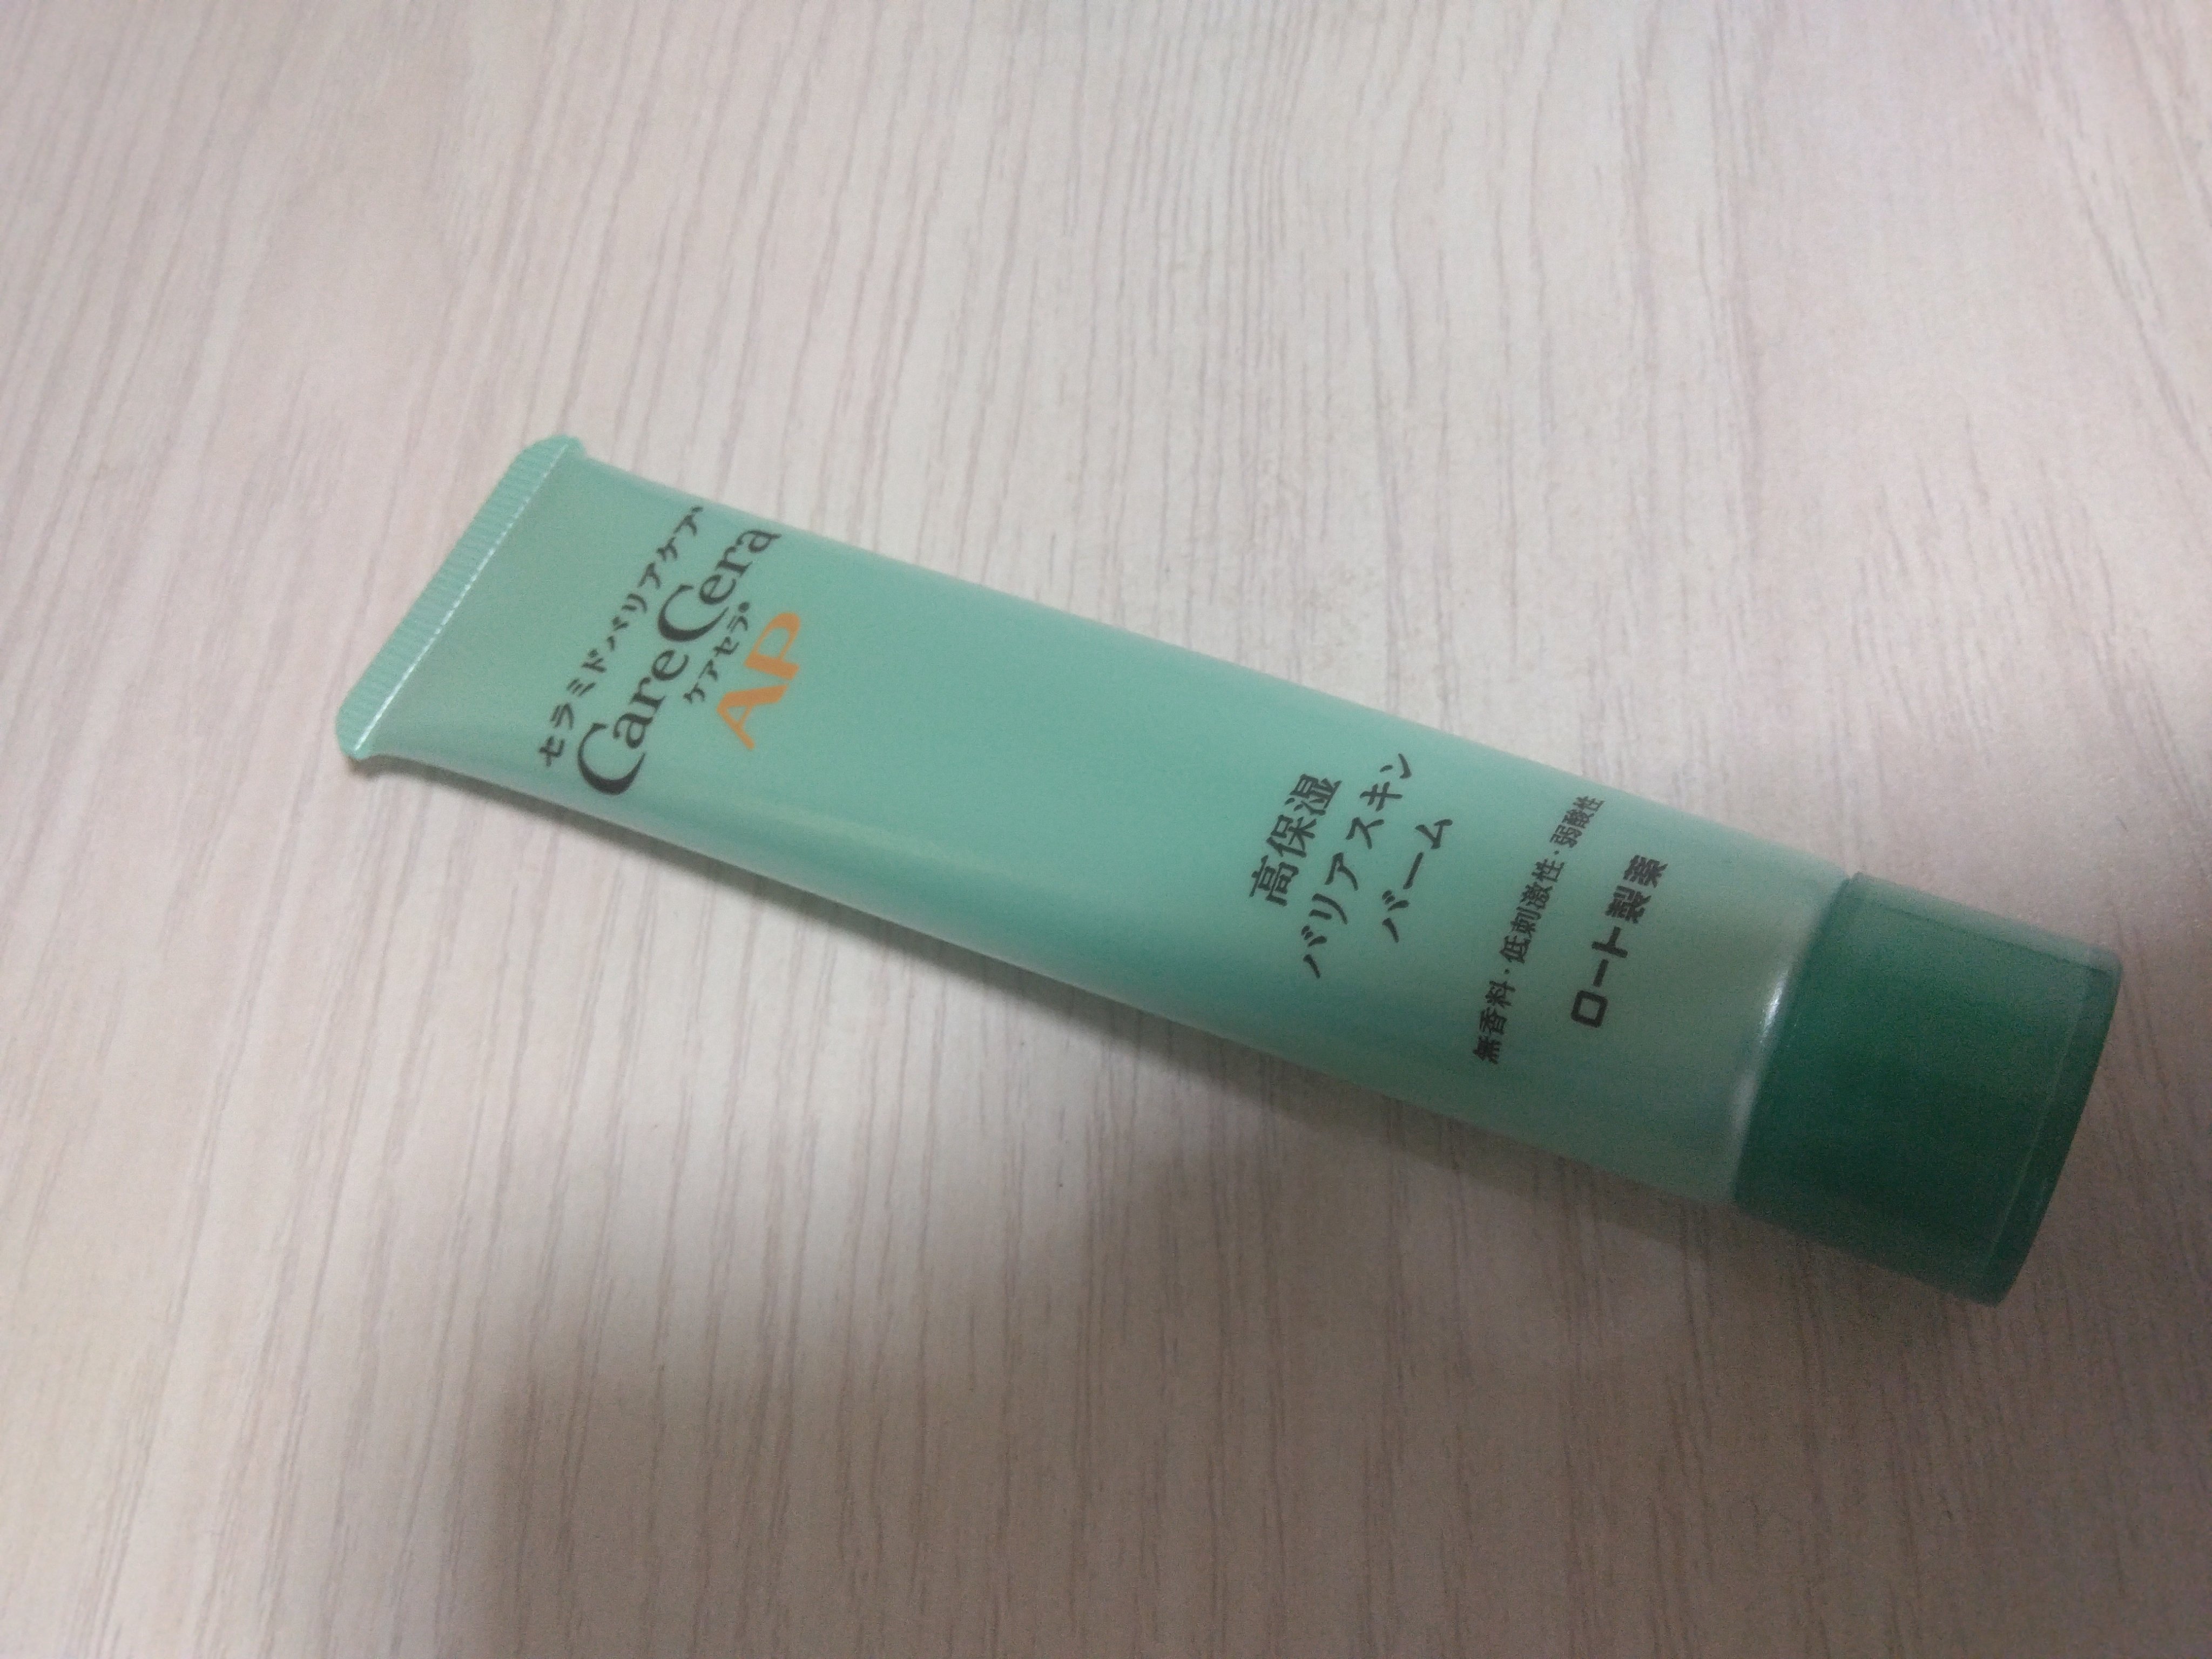 セラミドバリアケア
CareCera
ケアセラ®
AP
高保湿
バリアスキン
バーム
無香料・低刺激性・弱酸性
ロート製薬